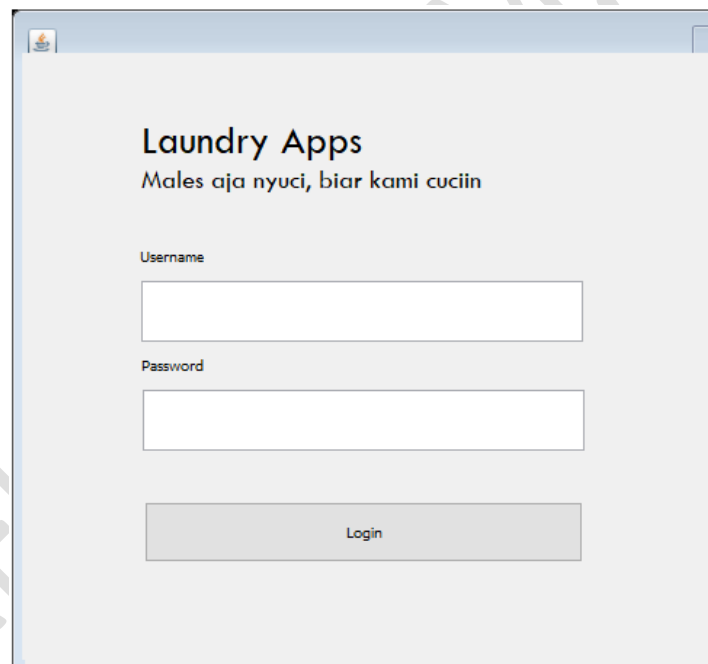 Laundry Apps
Males aja nyuci, biar kami cuciin
Username
Password
Login